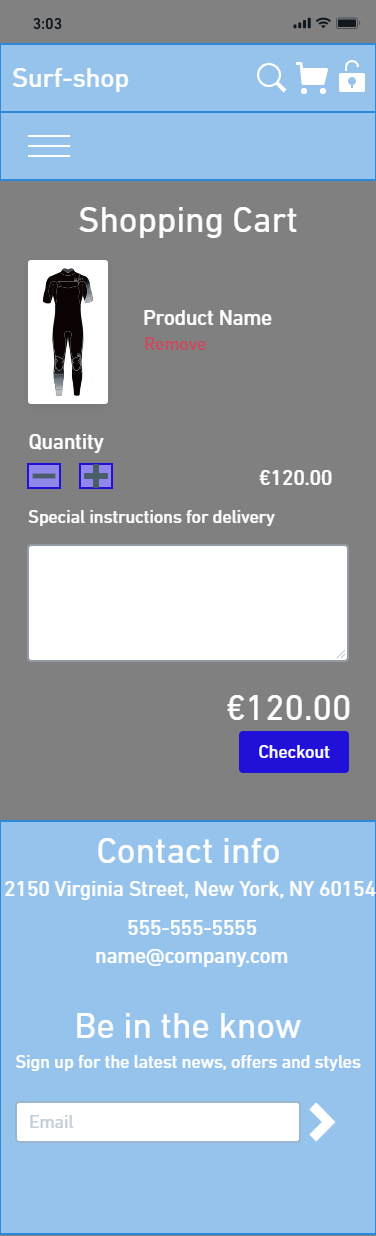 3:03
Surf-shop
Shopping Cart
Product Name
Remove
Quantity
€120.00
Special instructions for delivery
€120.00
Checkout
Contact info
2150 Virginia Street, New York, NY 60154
555-555-5555
name@company.com
Be in the know
Sign up for the latest news, offers and styles
Email